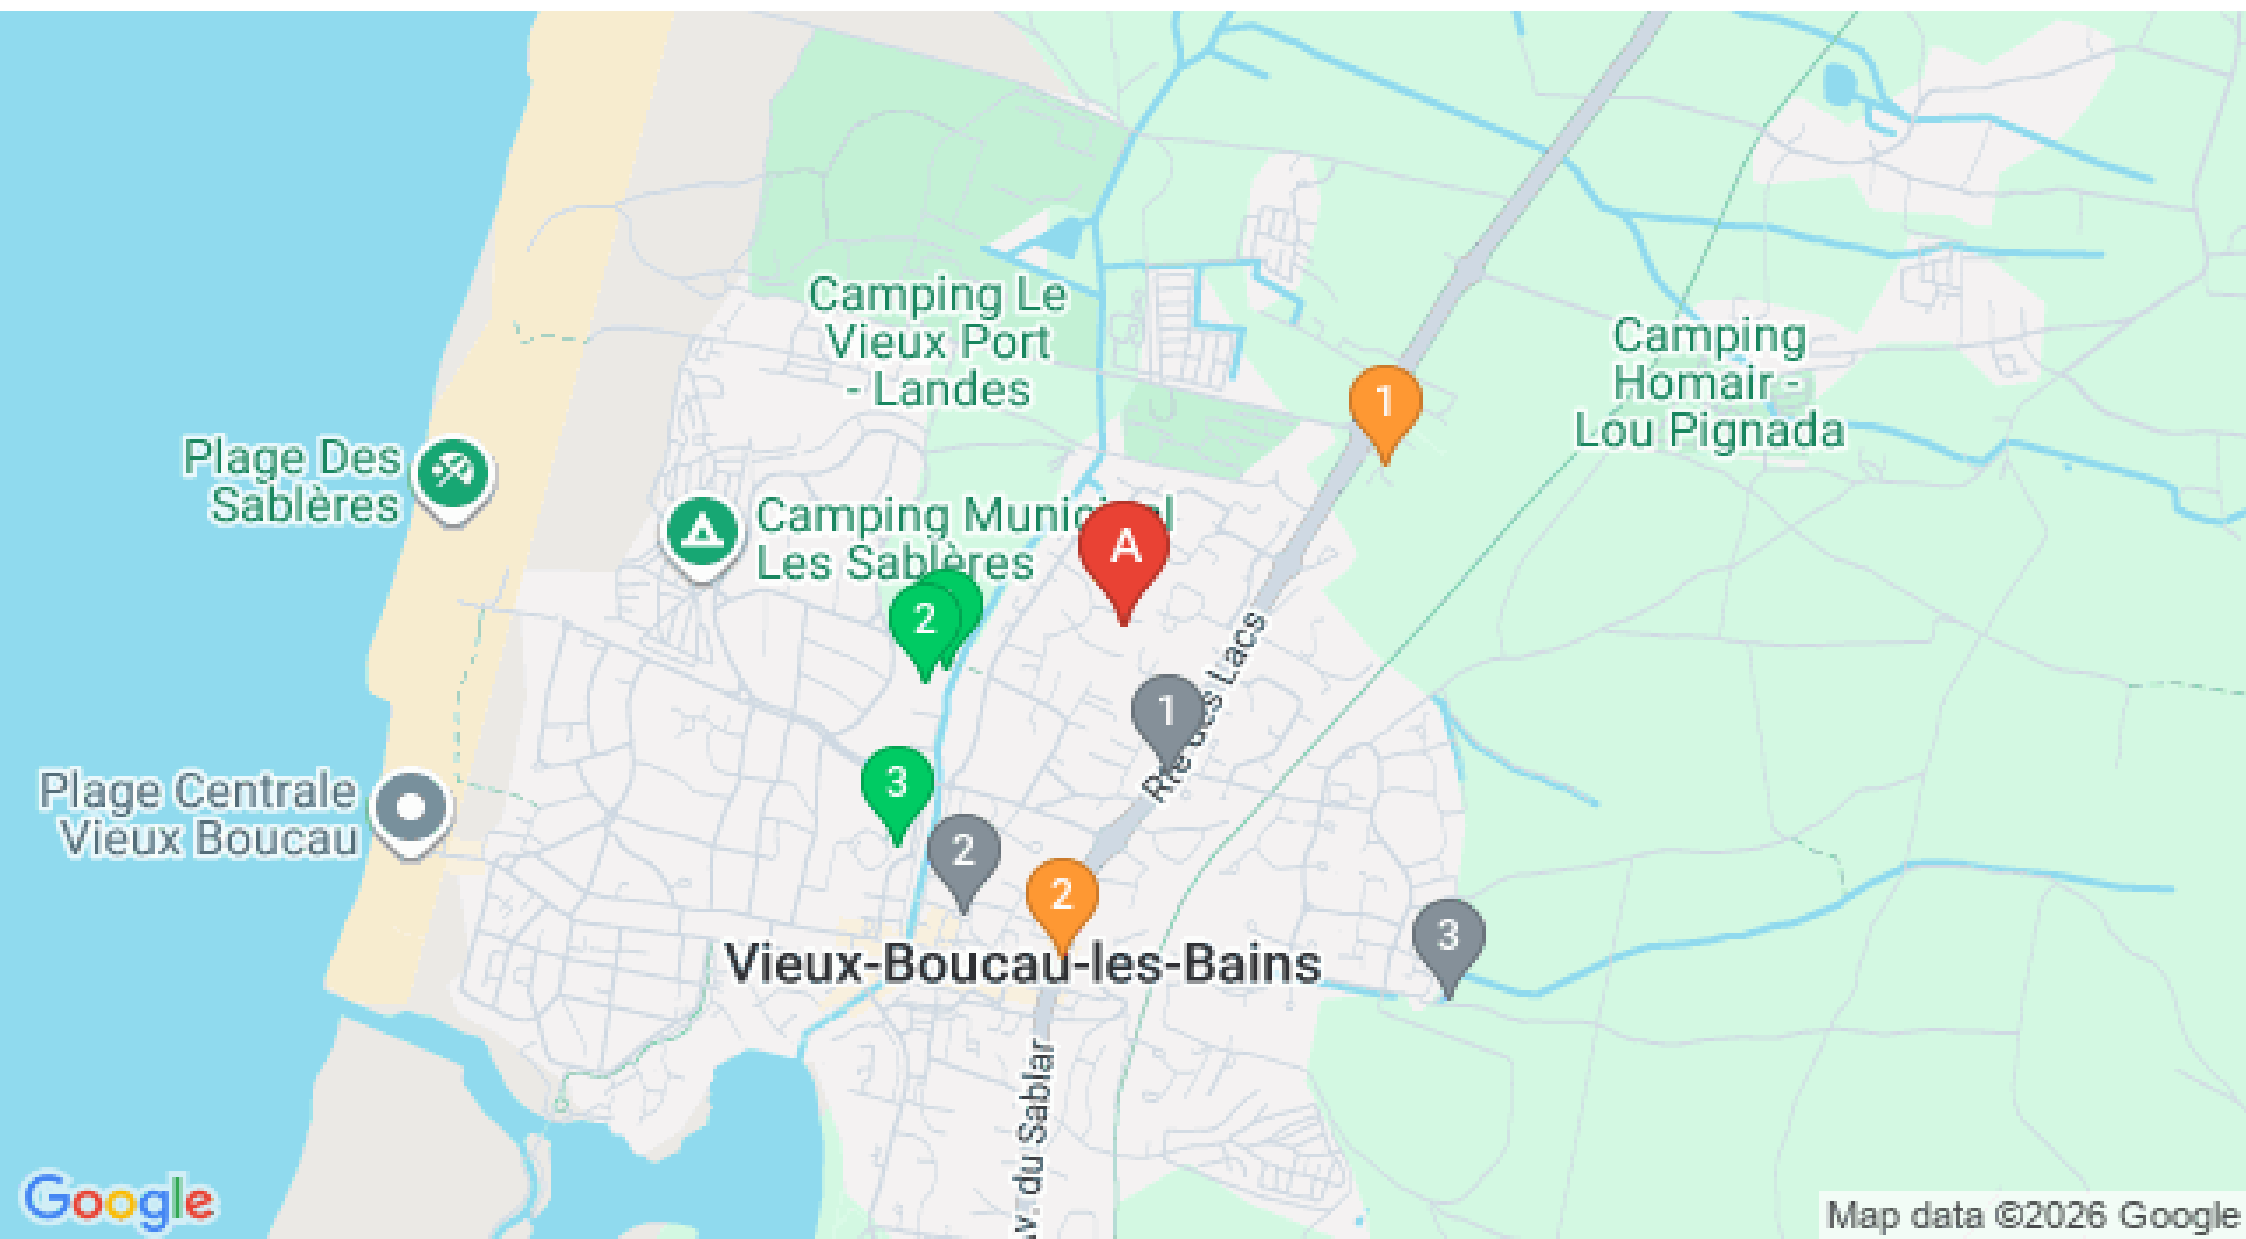 Camping Le
Vieux Port
- Landes
Camping
Homair -
Lou Pignada
1
Plage Des
Sablères
Camping Municipal
Les Sablères
A
2
Rte des Lacs
1
3
Plage Centrale
Vieux Boucau
2
2
3
Vieux-Boucau-les-Bains
Av. du Sablar
Google
Map data ©2026 Google